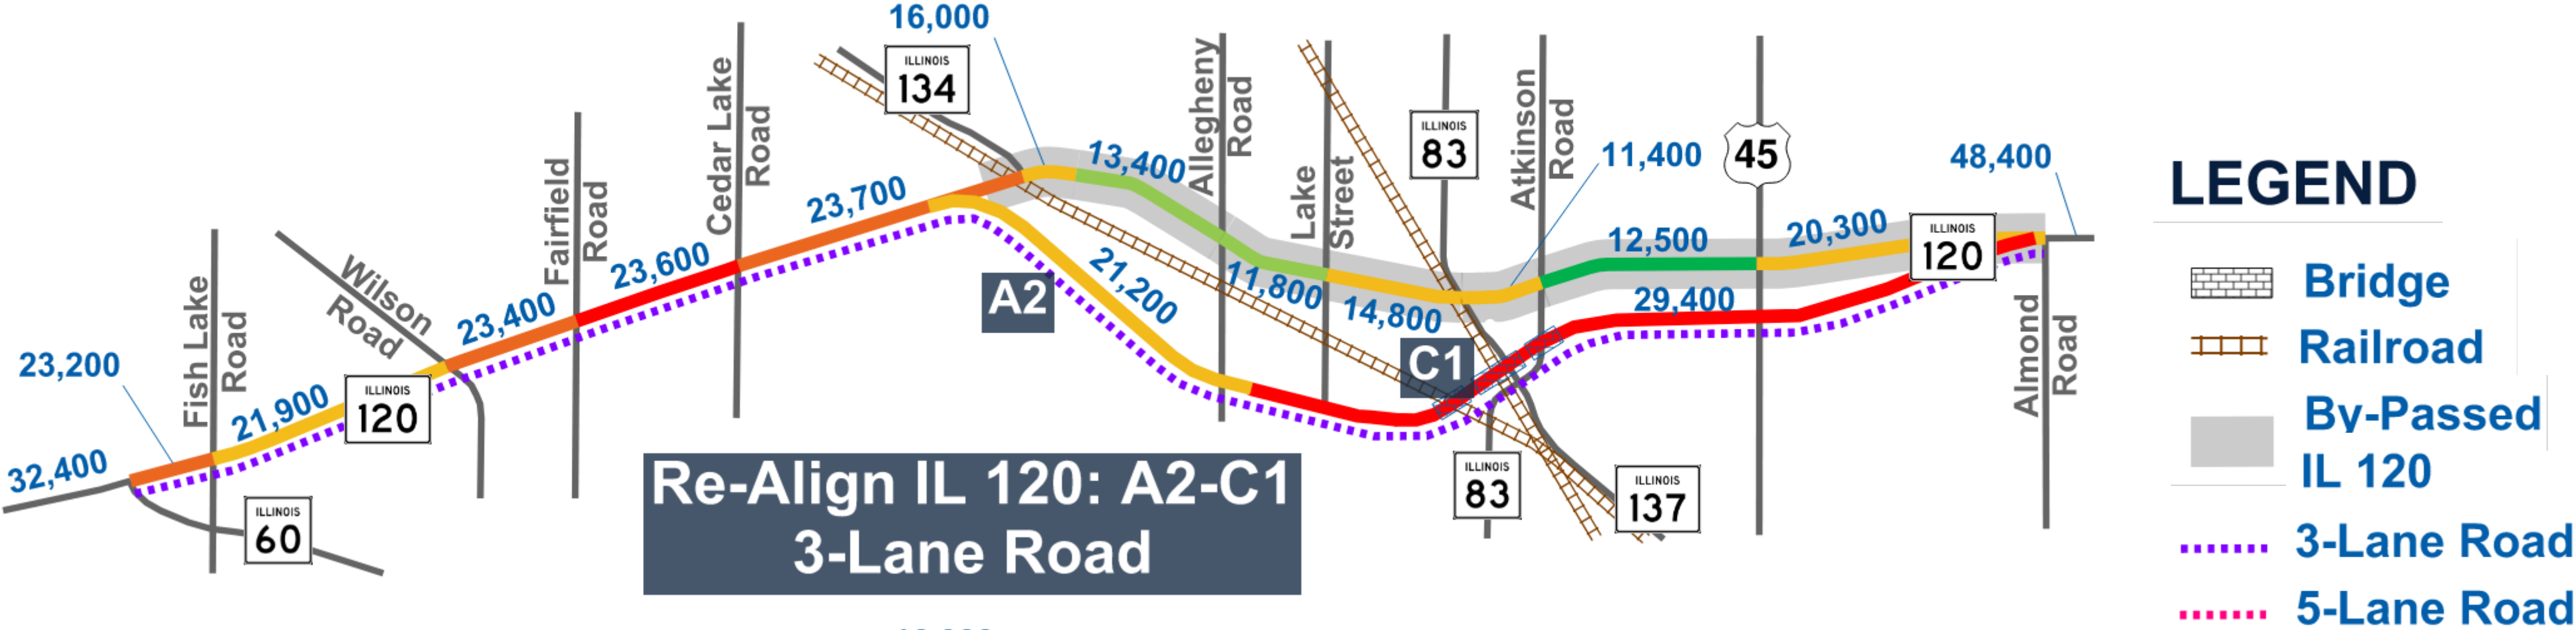 16,000
ILLINOIS
134
Cedar Lake
Road
Allegheny
Road
13,400
ILLINOIS
83
Atkinson
Road
11,400
45
48,400
LEGEND
Bridge
Railroad
By-Passed
IL 120
3-Lane Road
5-Lane Road
Fairfield
Road
23,700
Lake
Street
12,500
20,300
ILLINOIS
120
Wilson
Road
23,600
A2
21,200
11,800
14,800
29,400
Fish Lake
Road
23,400
C1
Almond
Road
23,200
21,900
ILLINOIS
120
32,400
ILLINOIS
60
Re-Align IL 120: A2-C1
3-Lane Road
ILLINOIS
83
ILLINOIS
137